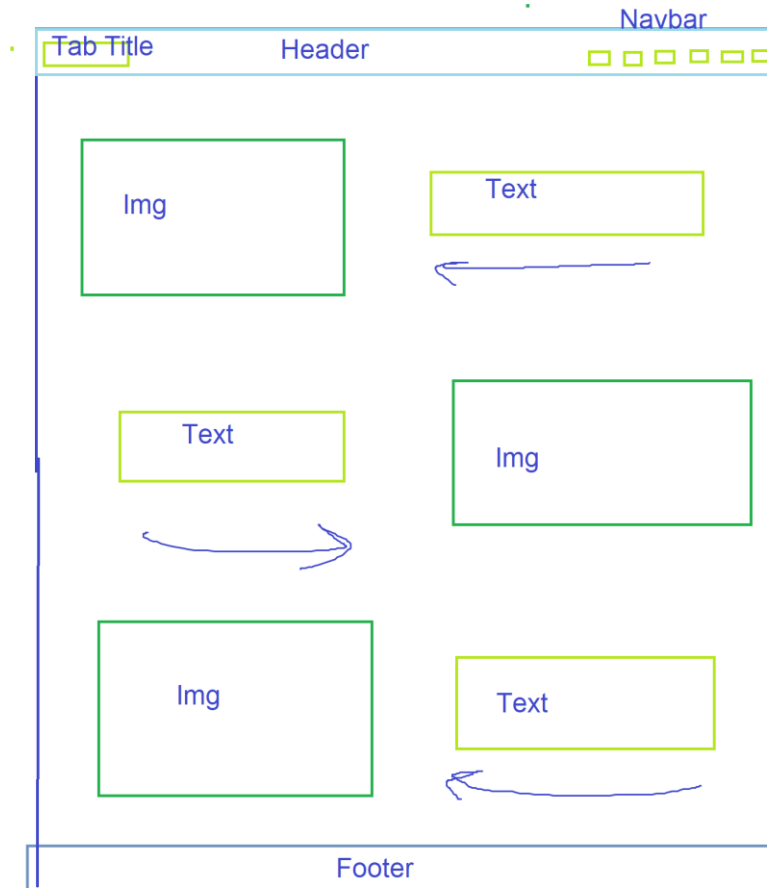 Navbar
Tab Title
Header
Img
Text
Text
Img
Img
Text
Footer